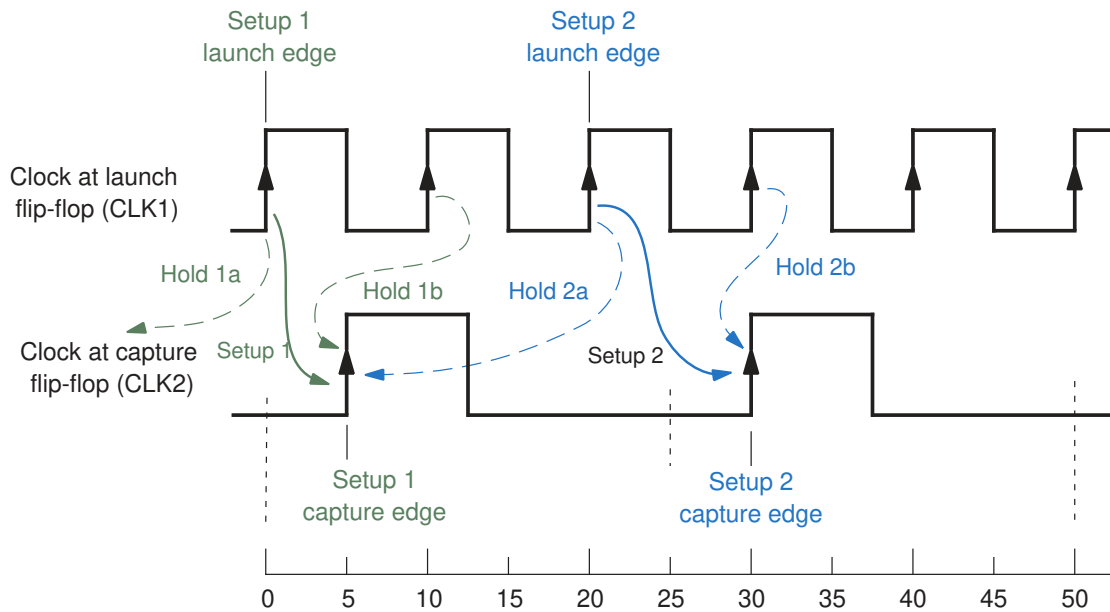 Setup 1
launch edge
Setup 2
launch edge
Clock at launch
flip-flop (CLK1)
Hold 1a
Hold 1b
Hold 2a
Hold 2b
Clock at capture
flip-flop (CLK2)
Setup 1
Setup 2
Setup 1
capture edge
Setup 2
capture edge
0 5 10 15 20 25 30 35 40 45 50